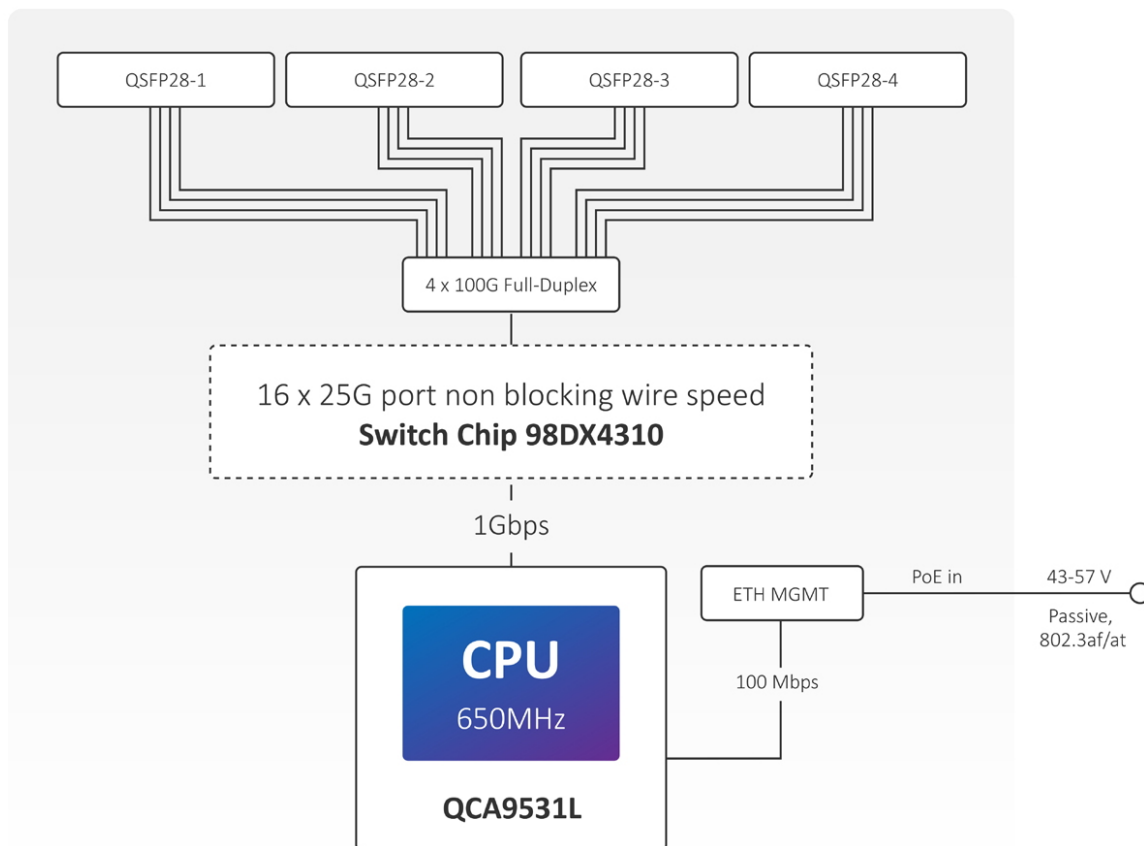 QSFP28-1
QSFP28-2
QSFP28-3
QSFP28-4
4 x 100G Full-Duplex
16 x 25G port non blocking wire speed
Switch Chip 98DX4310
1Gbps
CPU
650MHz
QCA9531L
ETH MGMT
100 Mbps
PoE in
43-57 V
Passive,
802.3af/at